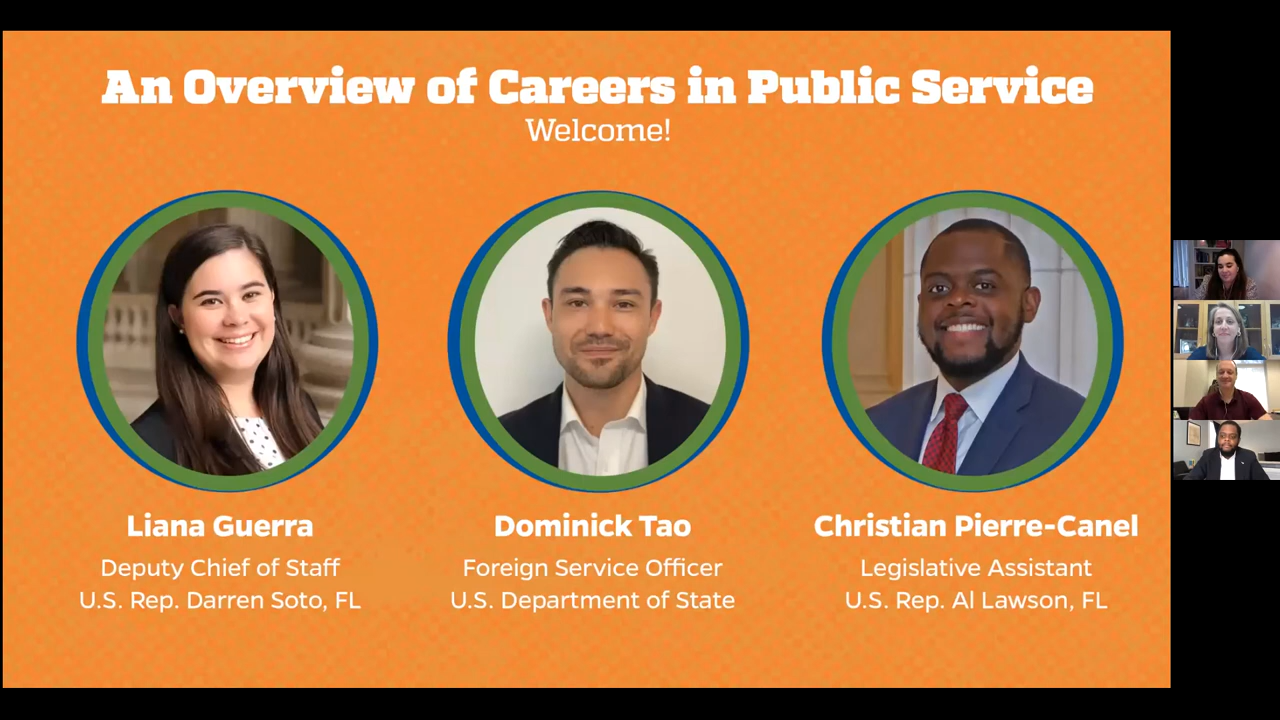 An Overview of Careers in Public Service
Welcome!
Liana Guerra
Deputy Chief of Staff
U.S. Rep. Darren Soto, FL
Dominick Tao
Foreign Service Officer
U.S. Department of State
Christian Pierre-Canel
Legislative Assistant
U.S. Rep. Al Lawson, FL